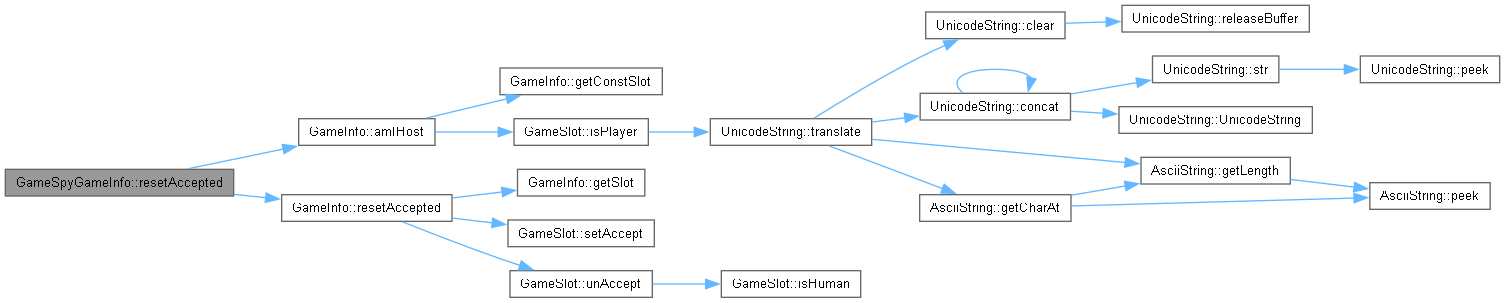 UnicodeString::clear
UnicodeString::releaseBuffer
GameInfo::getConstSlot
UnicodeString::str
UnicodeString::peek
UnicodeString::concat
UnicodeString::UnicodeString
GameInfo::amIHost
GameSlot::isPlayer
UnicodeString::translate
AsciiString::getLength
GameSpyGameInfo::resetAccepted
GameInfo::getSlot
AsciiString::peek
GameInfo::resetAccepted
AsciiString::getCharAt
GameSlot::setAccept
GameSlot::unAccept
GameSlot::isHuman